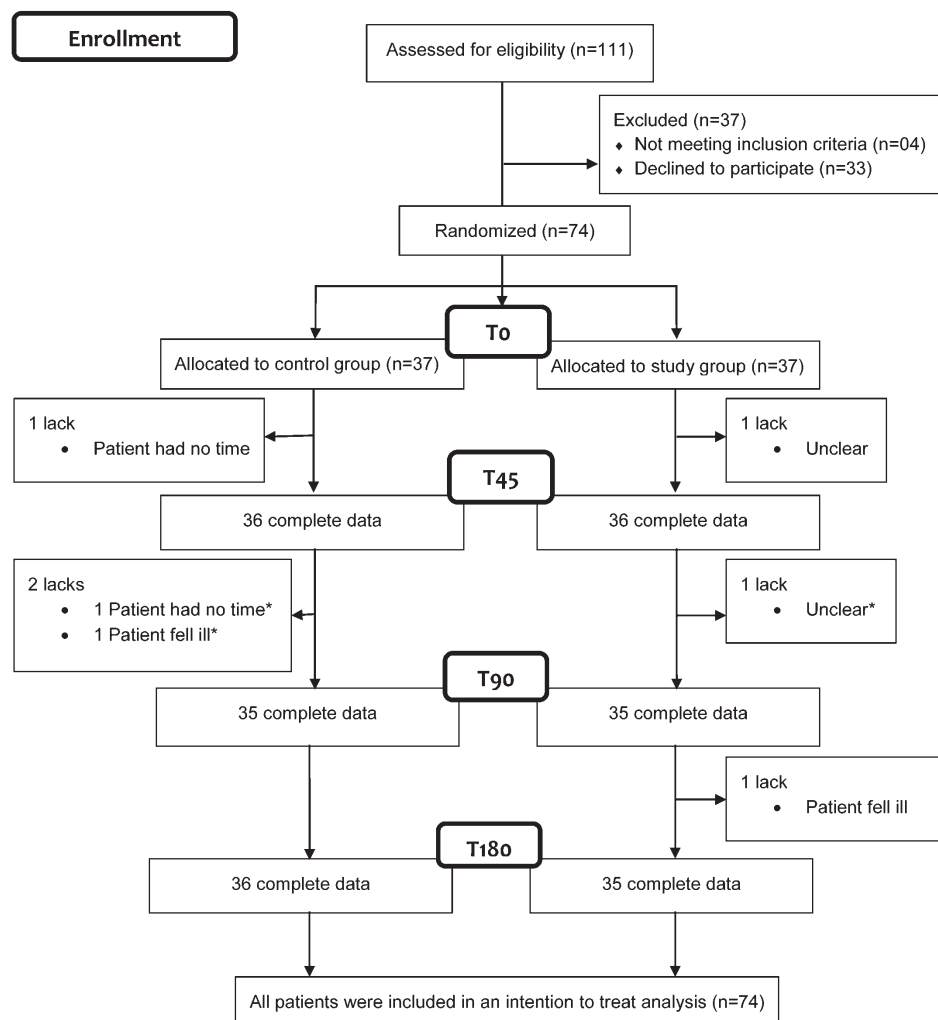 Enrollment
Assessed for eligibility (n=111)
Excluded (n=37)
♦ Not meeting inclusion criteria (n=04)
♦ Declined to participate (n=33)
Randomized (n=74)
T0
Allocated to control group (n=37)
Allocated to study group (n=37)
1 lack
• Patient had no time
1 lack
• Unclear
T45
36 complete data
36 complete data
2 lacks
• 1 Patient had no time*
• 1 Patient fell ill*
1 lack
• Unclear*
T90
35 complete data
35 complete data
1 lack
• Patient fell ill
T180
36 complete data
35 complete data
All patients were included in an intention to treat analysis (n=74)